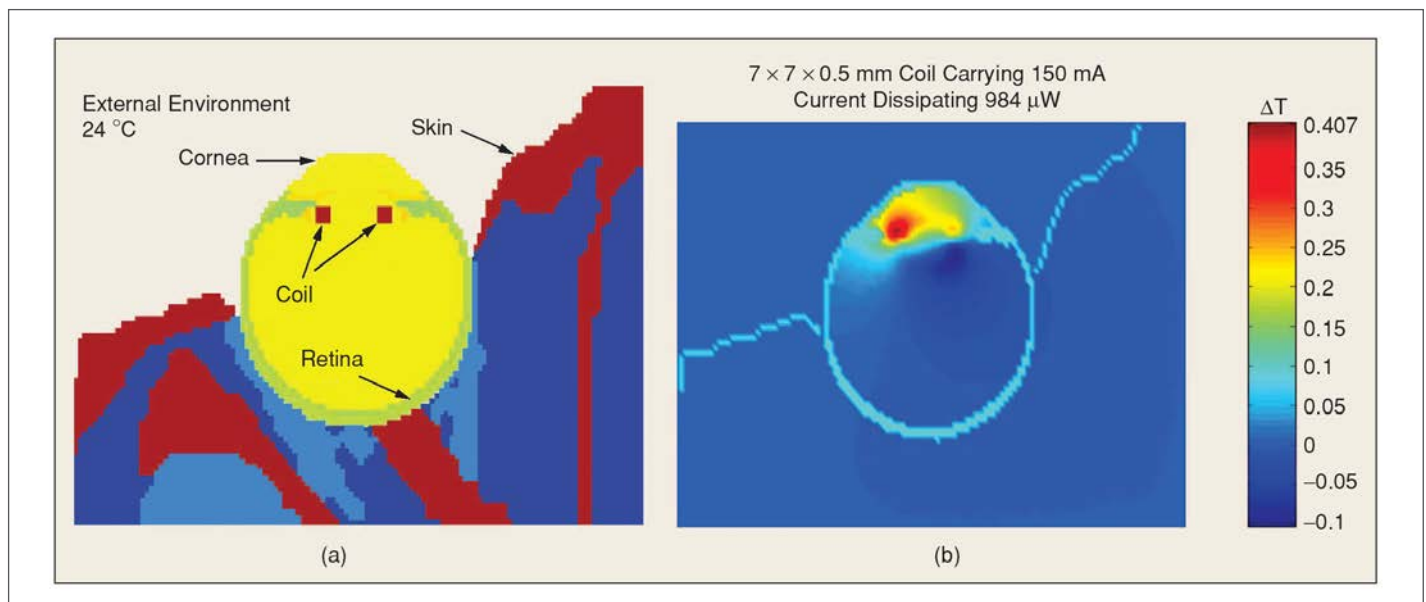 External Environment
24 °C
Cornea
Skin
Coil
Retina
(a)
7 × 7 × 0.5 mm Coil Carrying 150 mA
Current Dissipating 984 μW
(b)
ΔT
0.407
0.35
0.3
0.25
0.2
0.15
0.1
0.05
0
−0.05
−0.1